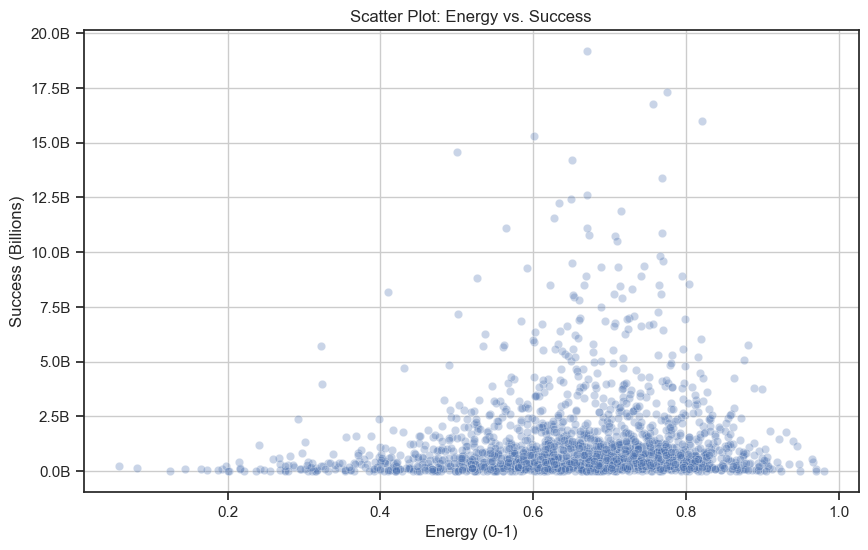 Scatter Plot: Energy vs. Success
20.0B
17.5B
15.0B
12.5B
10.0B
7.5B
5.0B
2.5B
0.0B
Success (Billions)
0.2 0.4 0.6 0.8 1.0
Energy (0-1)